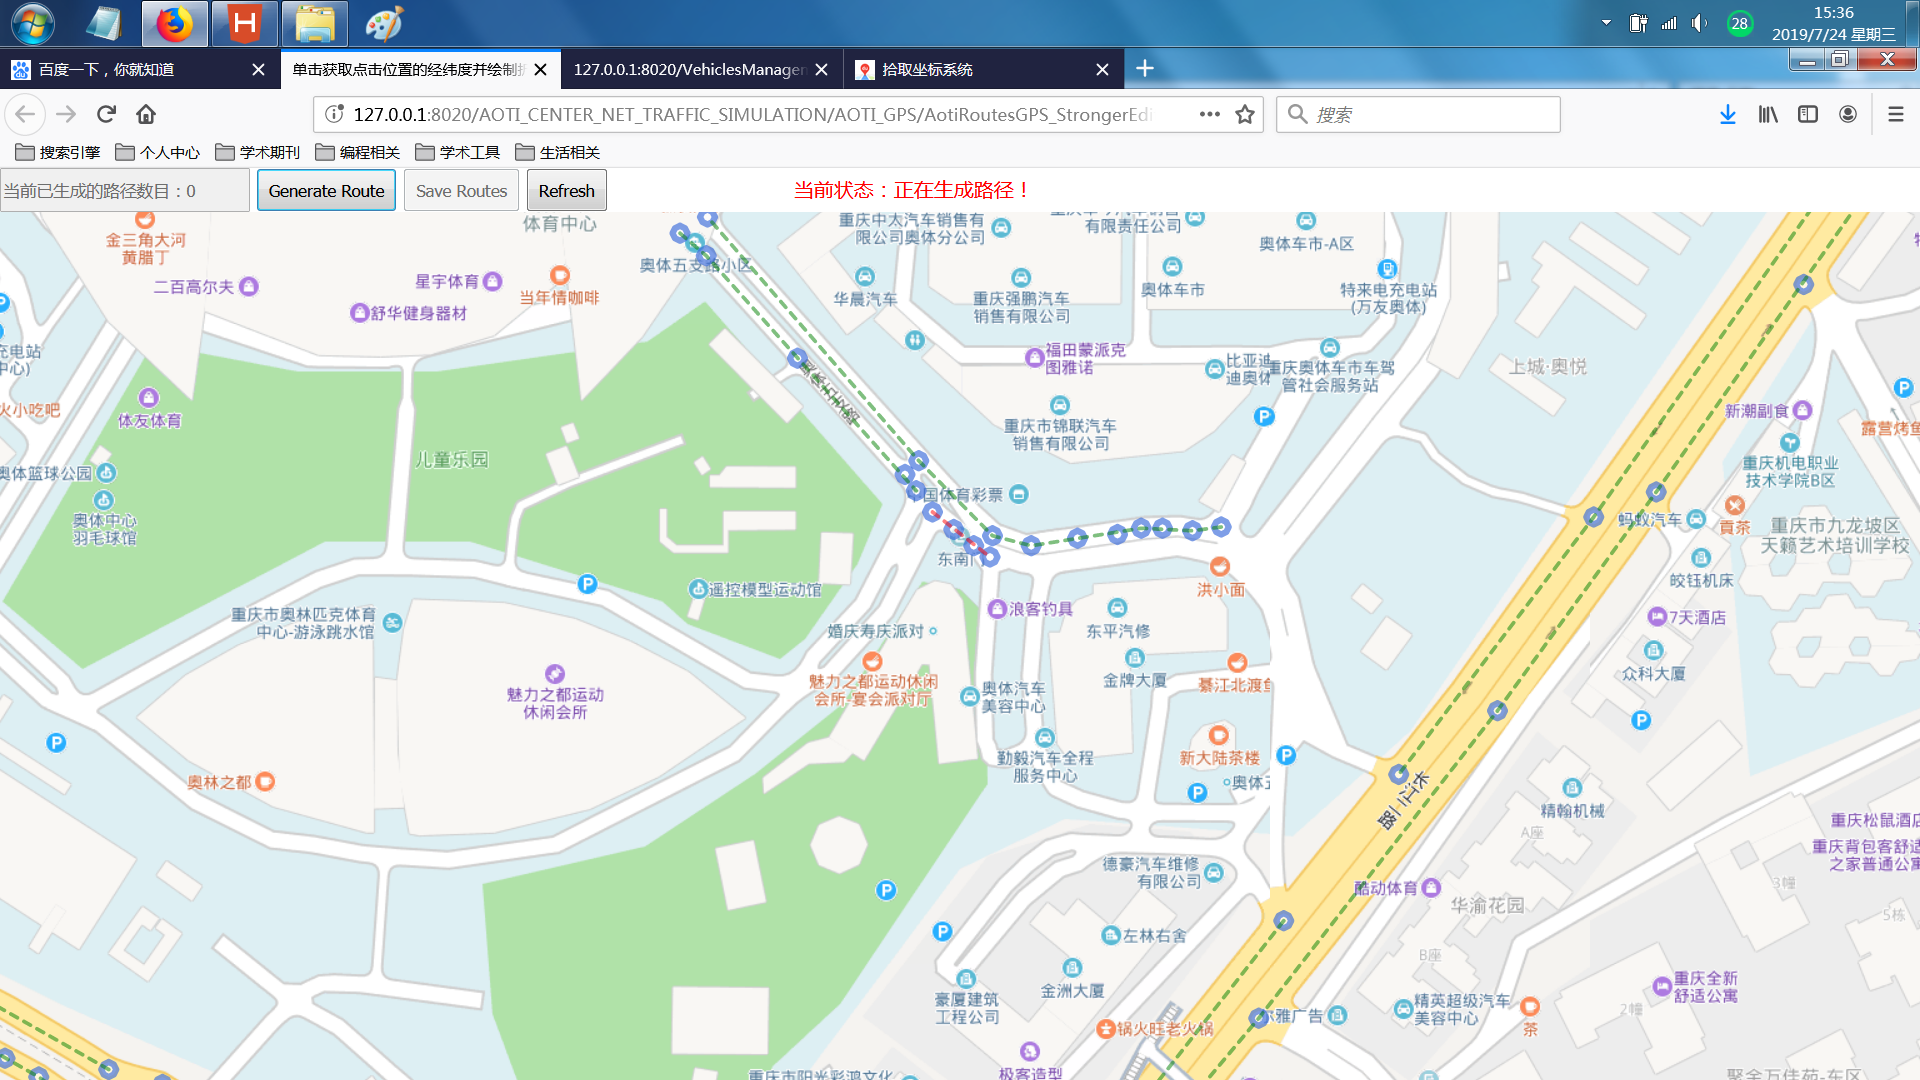 28
15:36
2019/7/24 星期三
百度一下，你就知道
单击获取点击位置的经纬度并绘制折
127.0.0.1:8020/VehiclesManager
拾取坐标系统
127.0.0.1:8020/AOTI_CENTER_NET_TRAFFIC_SIMULATION/AOTI_GPS/AotiRoutesGPS_StrongerEdi
搜索
搜索引擎
个人中心
学术期刊
编程相关
学术工具
生活相关
当前已生成的路径数目：0
Generate Route
Save Routes
Refresh
当前状态：正在生成路径！
金三角大河
黄腊丁
体育中心
二百高尔夫
星宇体育
当年情咖啡
舒华健身器材
奥体五支路小区
重庆中太汽车销售有
限公司奥体分公司
有限责任公司
奥体车市-A区
华晨汽车
重庆强鹏汽车
销售有限公司
奥体车市
特来电充电站
(万友奥体)
充电站
中心)
火小吃吧
体友体育
福田蒙派克
图雅诺
比亚迪
迪奥体
重庆奥体车市车驾
管社会服务站
上城·奥悦
奥体五支路
重庆市锦联汽车
销售有限公司
新潮副食
露营烤鱼
儿童乐园
奥体篮球公园
奥体中心
羽毛球馆
重庆机电职业
技术学院B区
中国体育彩票
蚂蚁汽车
貢茶
重庆市九龙坡区
天籁艺术培训学校
东南门
皎钰机床
遥控模型运动馆
洪小面
重庆市奥林匹克体育
中心-游泳跳水馆
浪客钓具
婚庆寿庆派对
东平汽修
7天酒店
众科大厦
魅力之都运动
休闲会所
魅力之都运动休闲
会所-宴会派对厅
奥体汽车
美容中心
金牌大厦
綦江北渡鱼
勤毅汽车全程
服务中心
新大陆茶楼
奥体五
奥林之都
长江二路
精翰机械
A座
重庆松鼠酒店
重庆背包客舒适
之家普通公寓
德豪汽车维修
有限公司
酷动体育
华渝花园
3幢
5栋
左林右舍
B座
金洲大厦
豪厦建筑
工程公司
重庆全新
舒适公寓
精英超级汽车
美容中心
茶
2幢
尔雅广告
锅火旺老火锅
极客造型
重庆市阳光彩鸿文化
聚金万佳苑-东区